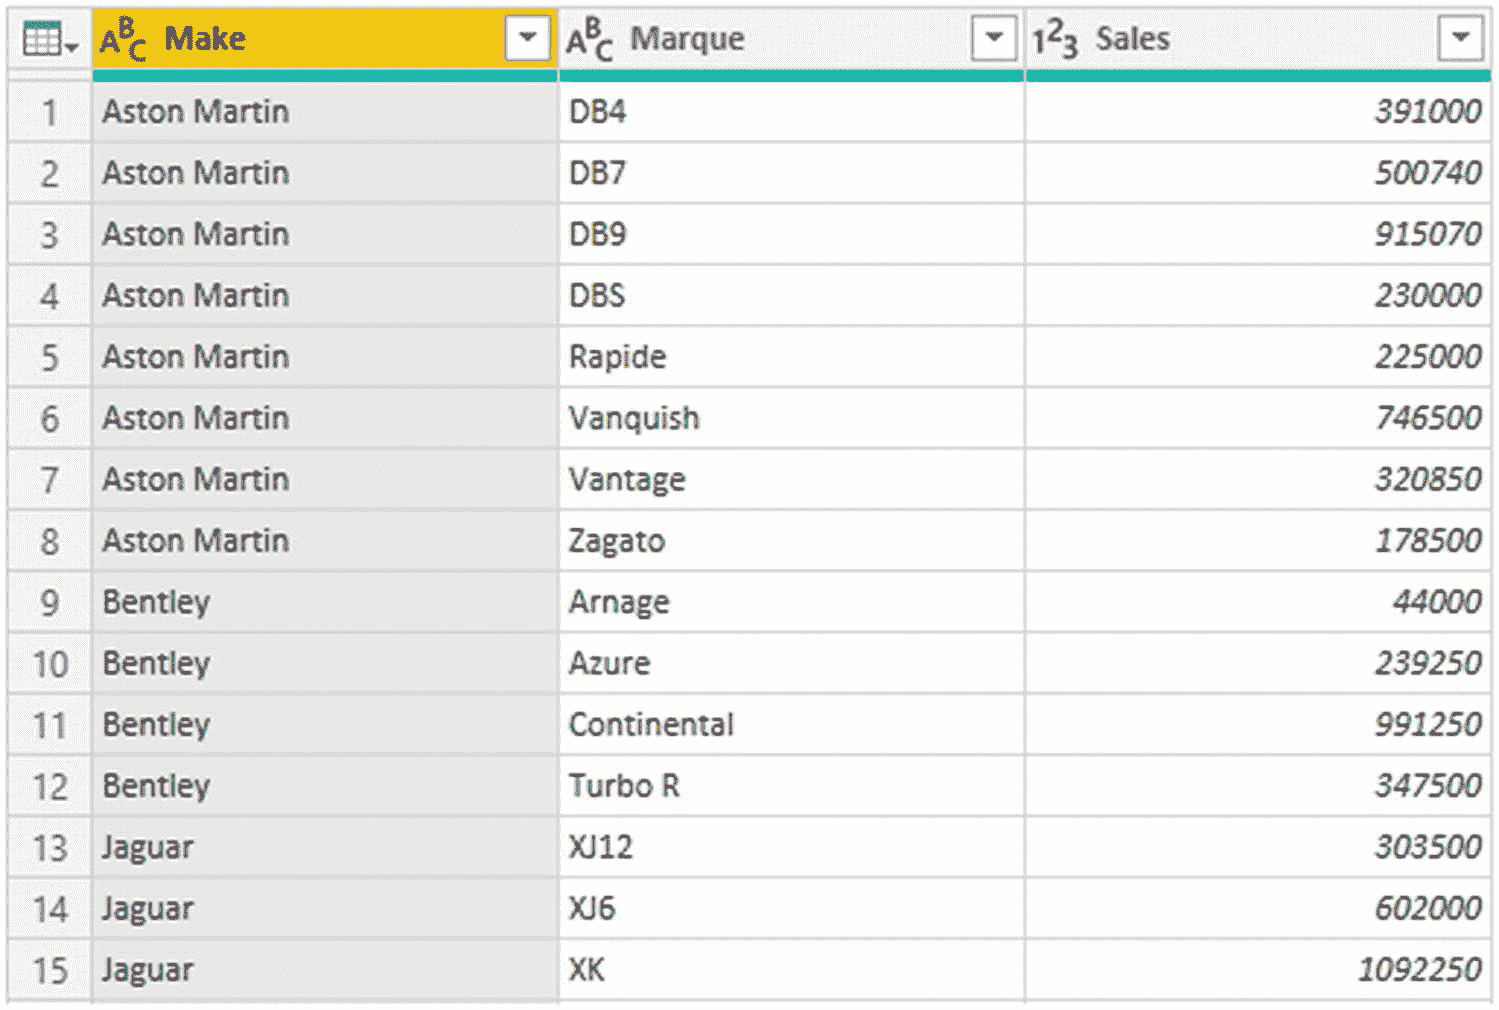 ABC Make ABC Marque 123 Sales
1 Aston Martin DB4 391000
2 Aston Martin DB7 500740
3 Aston Martin DB9 915070
4 Aston Martin DBS 230000
5 Aston Martin Rapide 225000
6 Aston Martin Vanquish 746500
7 Aston Martin Vantage 320850
8 Aston Martin Zagato 178500
9 Bentley Arnage 44000
10 Bentley Azure 239250
11 Bentley Continental 991250
12 Bentley Turbo R 347500
13 Jaguar XJ12 303500
14 Jaguar XJ6 602000
15 Jaguar XK 1092250